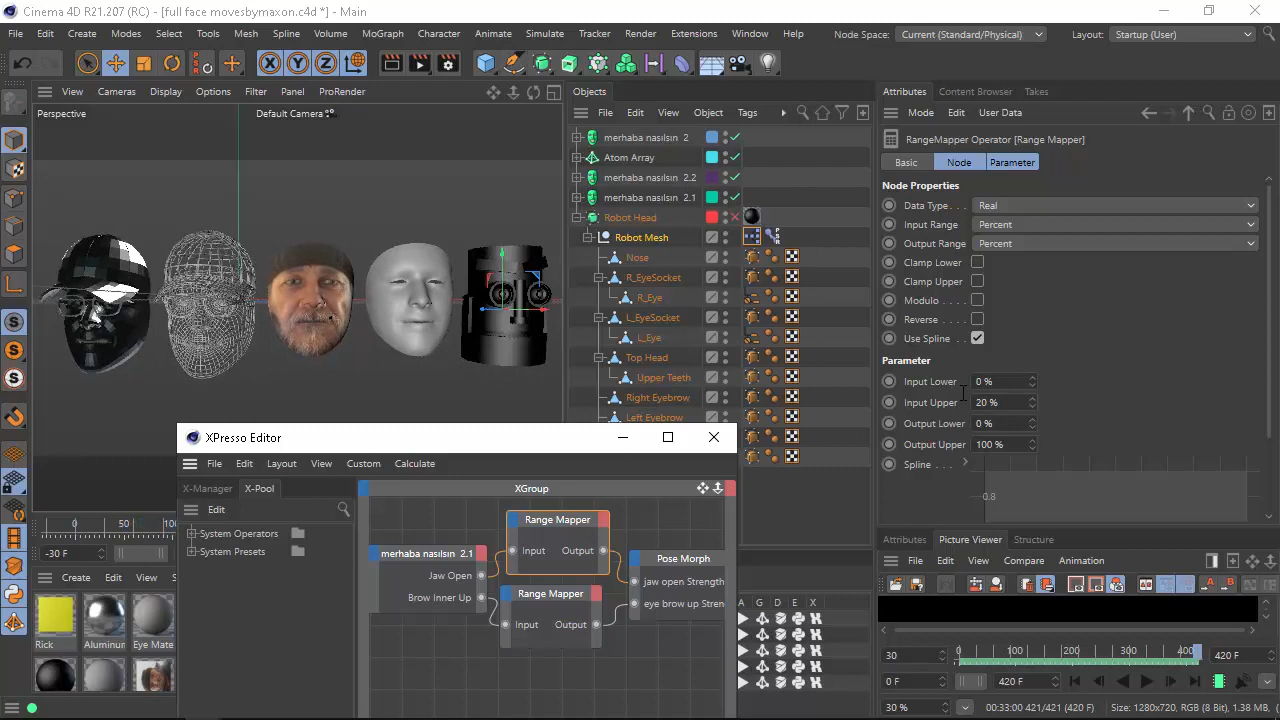 Cinema 4D R21.207 (RC) - [full face movesbymaxon.c4d *] - Main
File Edit Create Modes Select Tools Mesh Spline Volume MoGraph Character Animate Simulate Tracker Render Extensions Window Help Node Space: Current (Standard/Physical) Layout: Startup (User)
X Y Z
View Cameras Display Options Filter Panel ProRender
Perspective
Default Camera
Objects
File Edit View Object Tags
merhaba nasılsın 2
Atom Array
merhaba nasılsın 2.2
merhaba nasılsın 2.1
Robot Head
Robot Mesh
Nose
R_EyeSocket
R_Eye
L_EyeSocket
L_Eye
Top Head
Upper Teeth
Right Eyebrow
Left Eyebrow
P
S
R
Attributes Content Browser Takes
Mode Edit User Data
RangeMapper Operator [Range Mapper]
Basic Node Parameter
Node Properties
Data Type . . . Real
Input Range Percent
Output Range Percent
Clamp Lower
Clamp Upper
Modulo
Reverse
Use Spline
Parameter
Input Lower 0 %
Input Upper 20 %
Output Lower 0 %
Output Upper 100 %
Spline
0.8
XPresso Editor
File Edit Layout View Custom Calculate
X-Manager X-Pool
Edit
System Operators
System Presets
XGroup
Range Mapper
Input Output
merhaba nasılsın 2.1
Jaw Open
Brow Inner Up
Range Mapper
Input Output
Pose Morph
jaw open Strength
eye brow up Stren
0 50 100
-30 F
Create Edit View
Rick Aluminum Eye Mate
A G D E X
Attributes Picture Viewer Structure
File Edit View Compare Animation
A B
30 0 100 200 300 400 420 F
0 F 420 F
30 % 00:33:00 421/421 (420 F) Size: 1280x720, RGB (8 Bit), 1.38 MB,